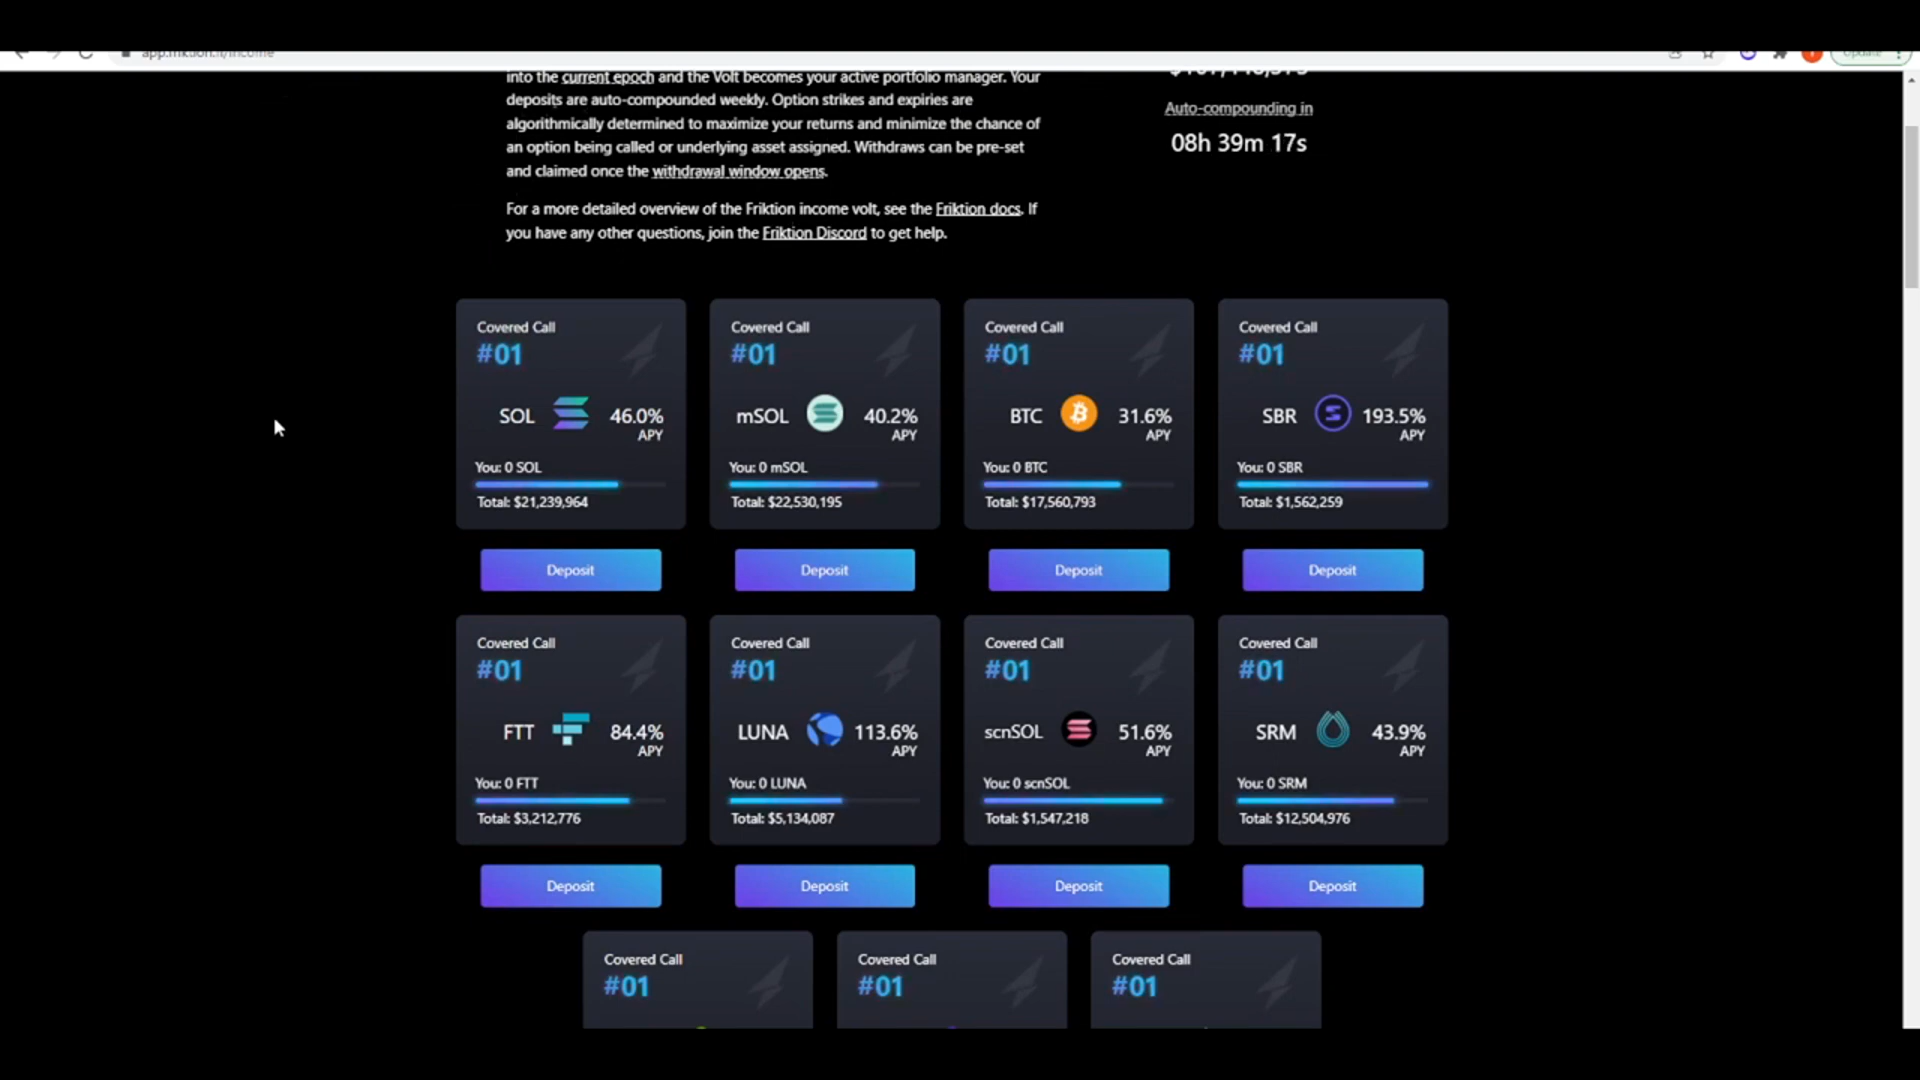 into the current epoch and the Volt becomes your active portfolio manager. Your
deposits are auto-compounded weekly. Option strikes and expiries are
algorithmically determined to maximize your returns and minimize the chance of
an option being called or underlying asset assigned. Withdraws can be pre-set
and claimed once the withdrawal window opens.
For a more detailed overview of the Friktion income volt, see the Friktion docs. If
you have any other questions, join the Friktion Discord to get help.
Auto-compounding in
08h 39m 17s
Covered Call
#01
SOL 46.0%
APY
You: 0 SOL
Total: $21,239,964
Deposit
Covered Call
#01
mSOL 40.2%
APY
You: 0 mSOL
Total: $22,530,195
Deposit
Covered Call
#01
BTC 31.6%
APY
You: 0 BTC
Total: $17,560,793
Deposit
Covered Call
#01
SBR 193.5%
APY
You: 0 SBR
Total: $1,562,259
Deposit
Covered Call
#01
FTT 84.4%
APY
You: 0 FTT
Total: $3,212,776
Deposit
Covered Call
#01
LUNA 113.6%
APY
You: 0 LUNA
Total: $5,134,087
Deposit
Covered Call
#01
scnSOL 51.6%
APY
You: 0 scnSOL
Total: $1,547,218
Deposit
Covered Call
#01
SRM 43.9%
APY
You: 0 SRM
Total: $12,504,976
Deposit
Covered Call
#01
Covered Call
#01
Covered Call
#01